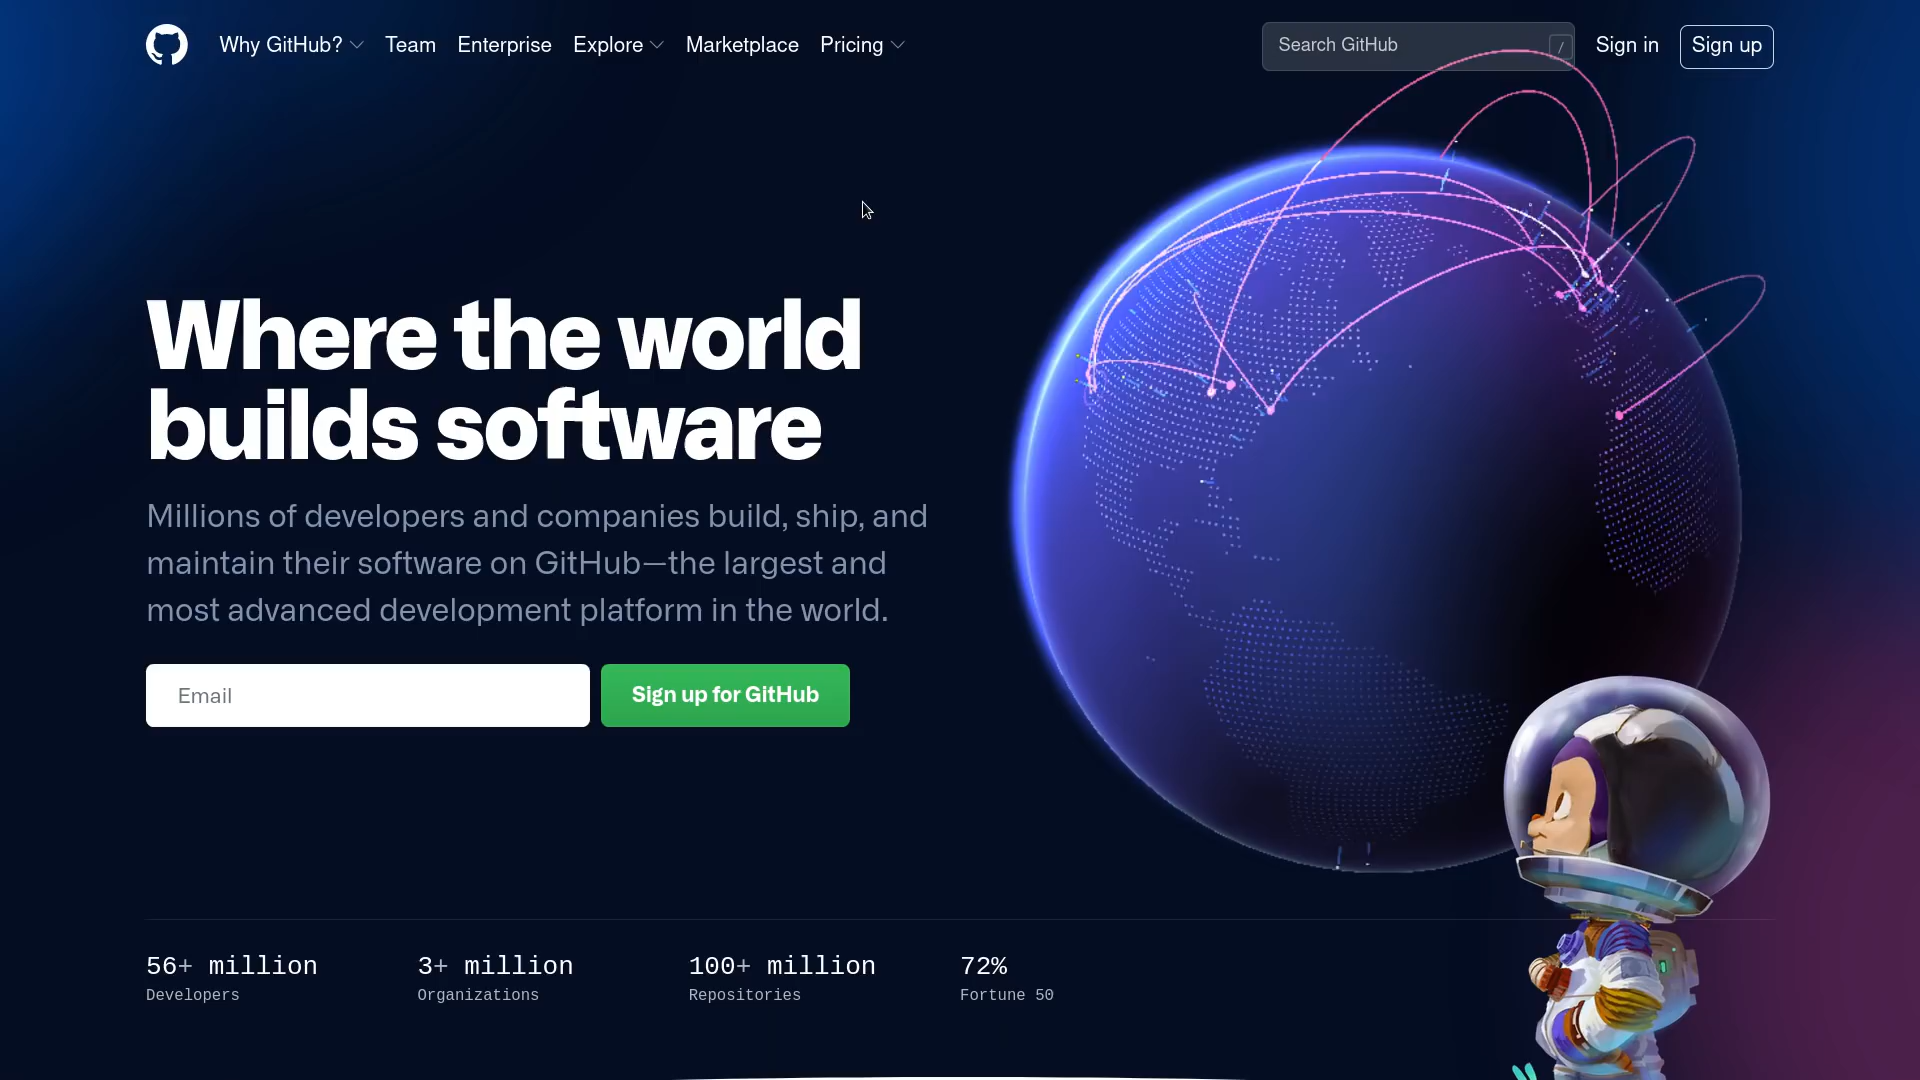 Why GitHub? Team Enterprise Explore Marketplace Pricing Search GitHub / Sign in Sign up
Where the world
builds software
Millions of developers and companies build, ship, and
maintain their software on GitHub—the largest and
most advanced development platform in the world.
Email Sign up for GitHub
56+ million 3+ million 100+ million 72%
Developers Organizations Repositories Fortune 50